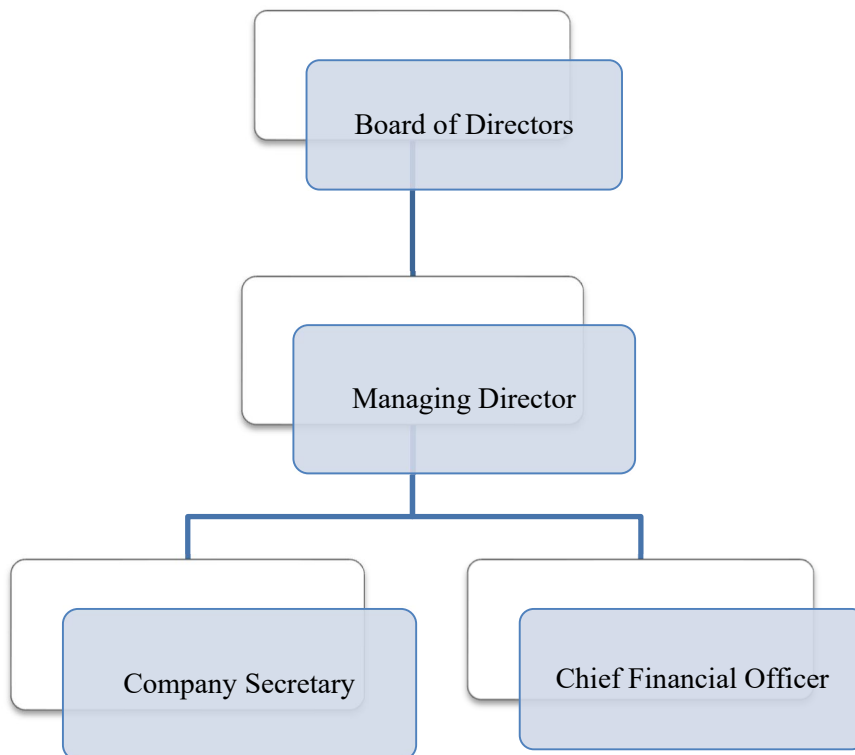 Board of Directors
Managing Director
Company Secretary
Chief Financial Officer